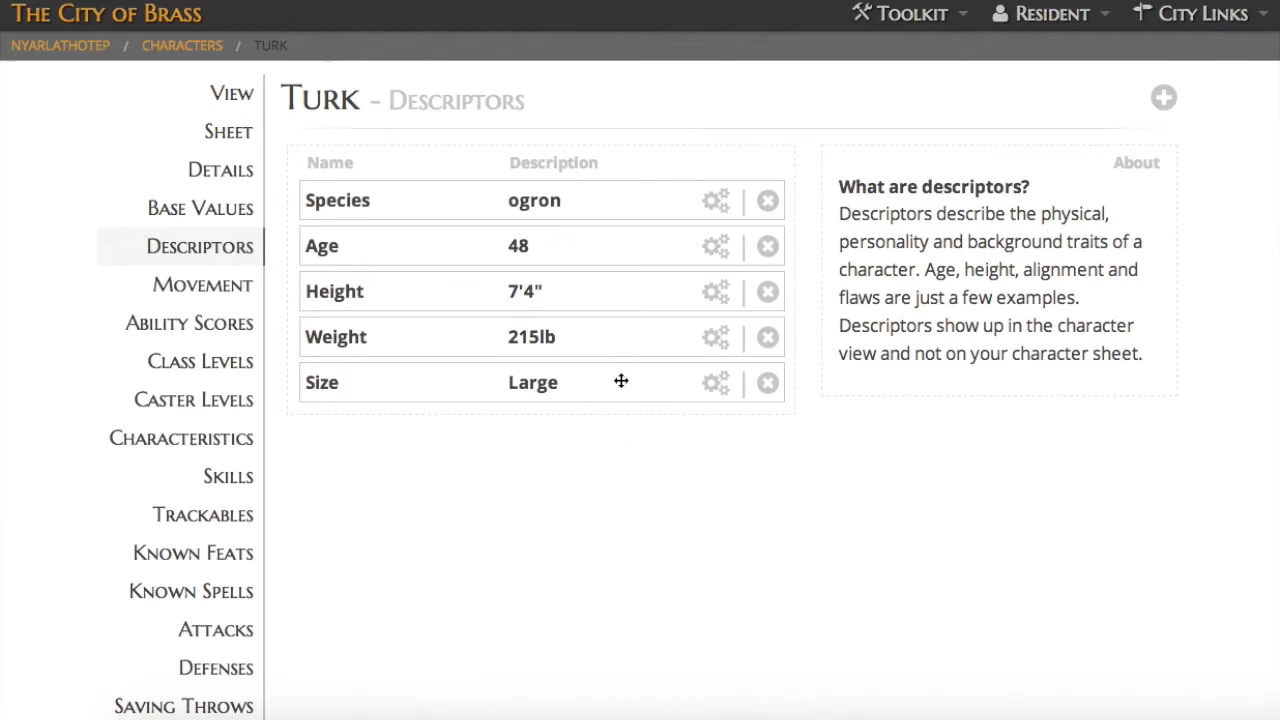 The City of Brass
Toolkit
Resident
City Links
NYARLATHOTEP / CHARACTERS / TURK
View
Sheet
Details
Base Values
Descriptors
Movement
Ability Scores
Class Levels
Caster Levels
Characteristics
Skills
Trackables
Known Feats
Known Spells
Attacks
Defenses
Saving Throws
Turk - Descriptors
Name Description
Species ogron
Age 48
Height 7'4"
Weight 215lb
Size Large
About
What are descriptors?
Descriptors describe the physical,
personality and background traits of a
character. Age, height, alignment and
flaws are just a few examples.
Descriptors show up in the character
view and not on your character sheet.